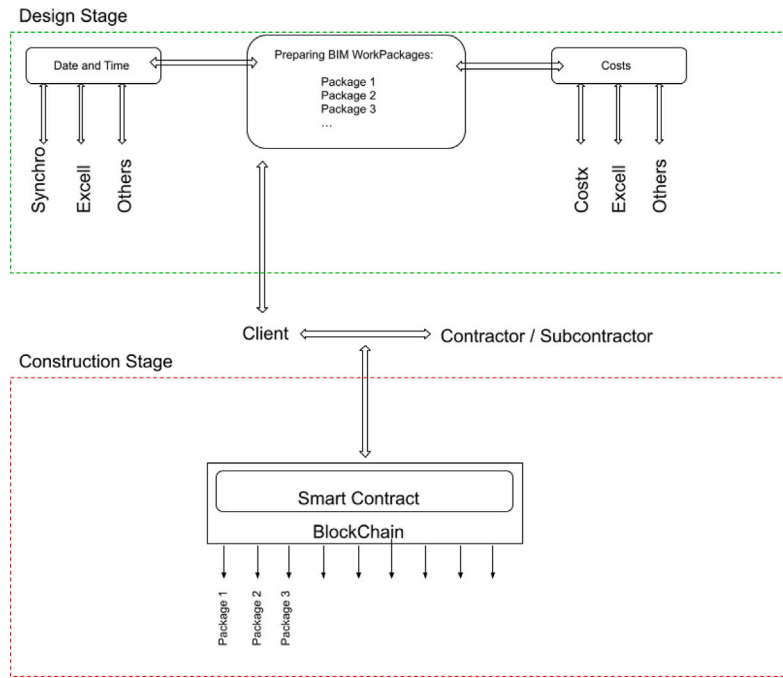 Design Stage
Date and Time
Preparing BIM WorkPackages:
Package 1
Package 2
Package 3
...
Costs
Synchro
Excell
Others
Costx
Excell
Others
Client
Contractor / Subcontractor
Construction Stage
Smart Contract
BlockChain
Package 1
Package 2
Package 3